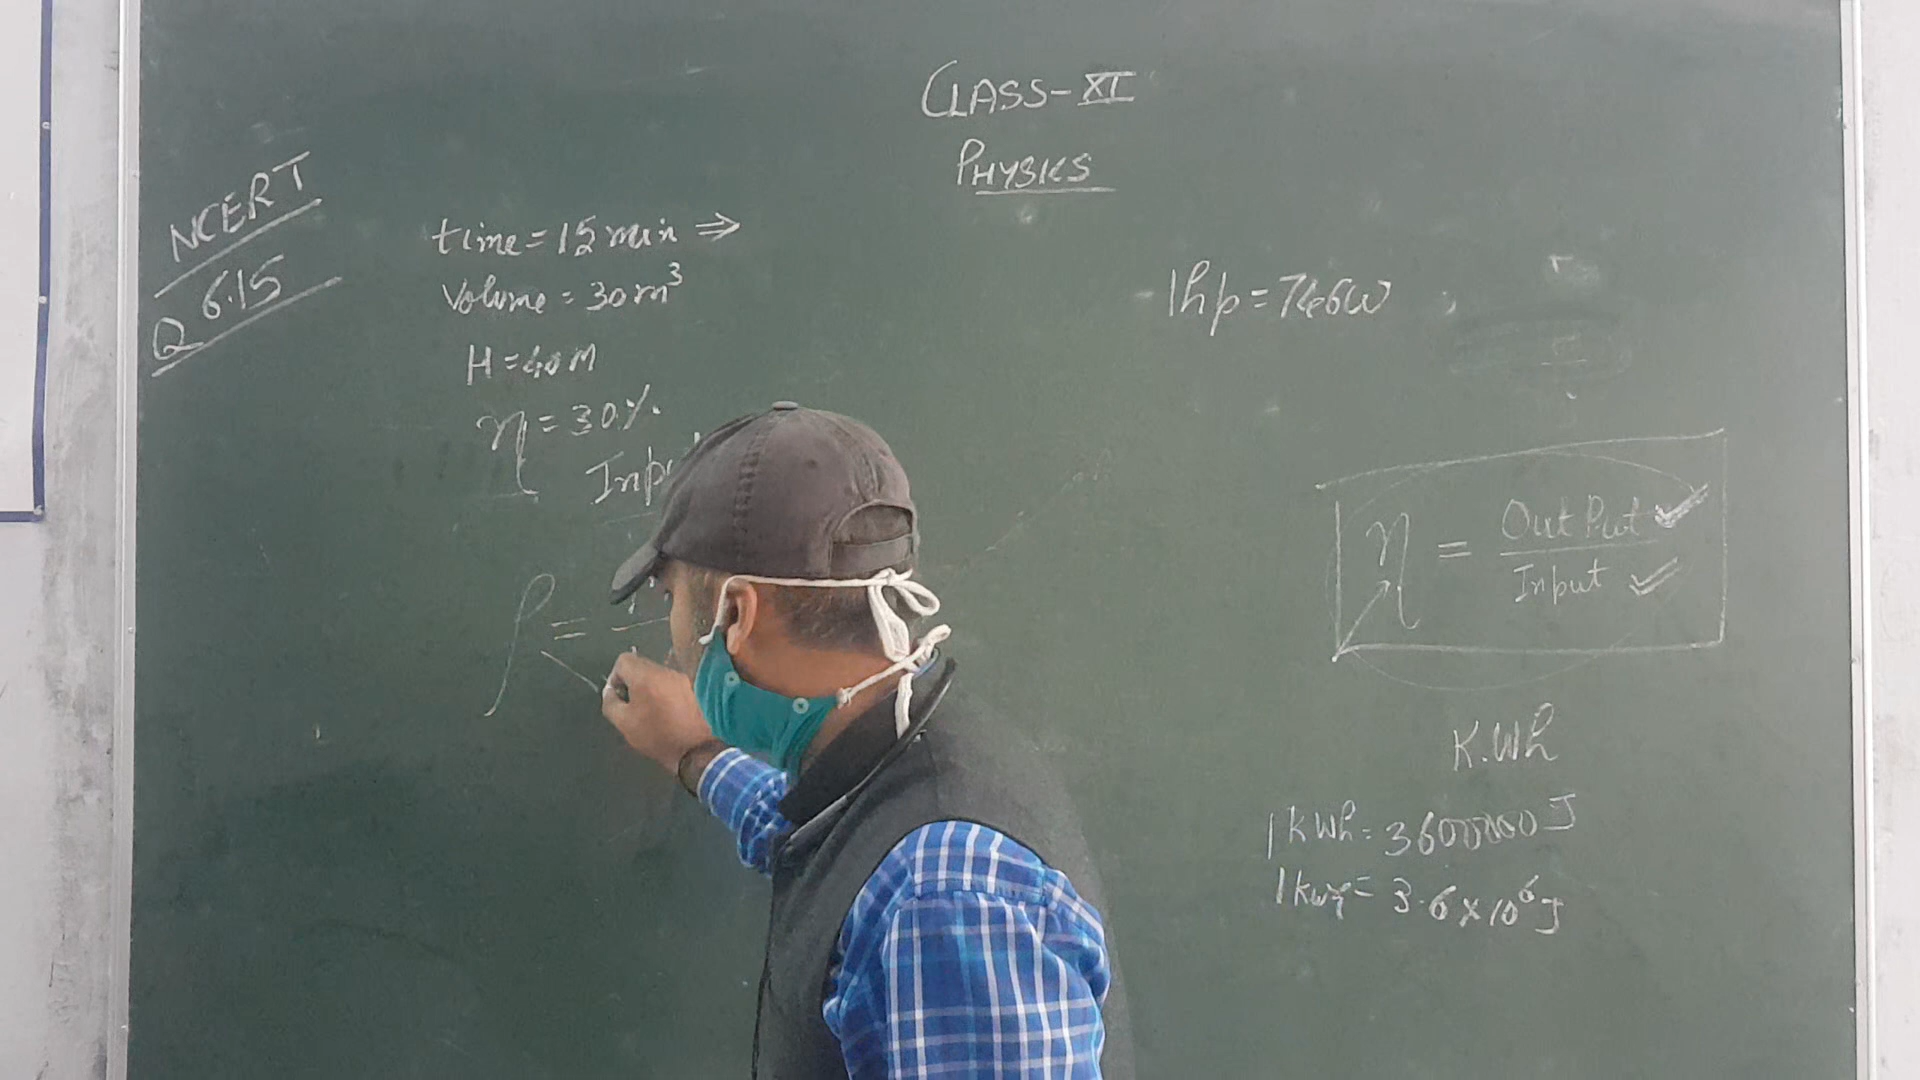 CLASS-XI
PHYSICS
NCERT
Q 6.15
time = 15 min ⇒
Volume = 30 m³
H = 40 M
η = 30%.
1hp = 746W
ρ =
η = OutPut ✓
Input ✓
K.Wh
1 KWh = 3600000 J
1 kwh = 3.6 × 10⁶ J